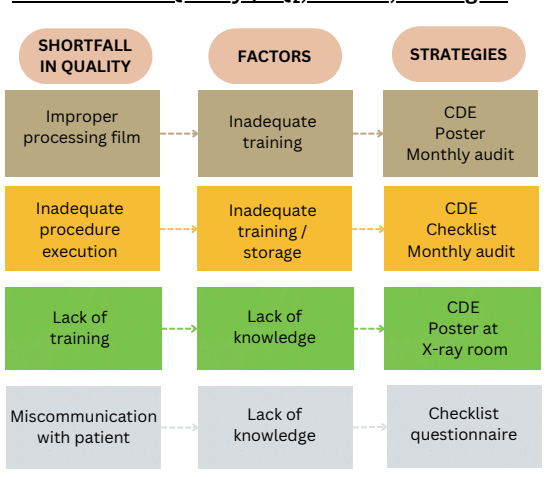 SHORTFALL
IN QUALITY
FACTORS
STRATEGIES
Improper
processing film
Inadequate
training
CDE
Poster
Monthly audit
Inadequate
procedure
execution
Inadequate
training /
storage
CDE
Checklist
Monthly audit
Lack of
training
Lack of
knowledge
CDE
Poster at
X-ray room
Miscommunication
with patient
Lack of
knowledge
Checklist
questionnaire